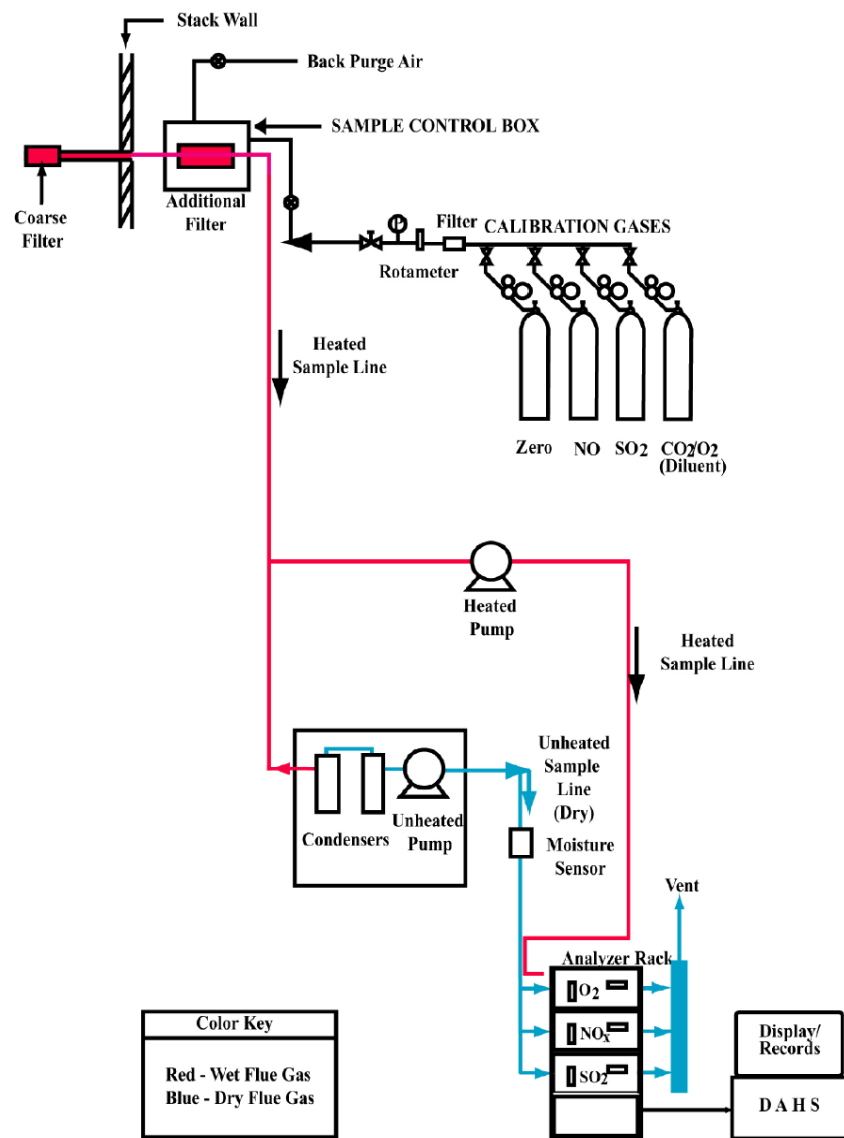 Stack Wall
Back Purge Air
SAMPLE CONTROL BOX
Coarse
Filter
Additional
Filter
P
Filter
CALIBRATION GASES
Rotameter
Heated
Sample Line
Zero
NO
SO2
CO2/O2
(Diluent)
Heated
Pump
Heated
Sample Line
Unheated
Sample
Line
(Dry)
Condensers
Unheated
Pump
Moisture
Sensor
Vent
Analyzer Rack
O2
NOx
SO2
Display/
Records
D A H S
Color Key
Red - Wet Flue Gas
Blue - Dry Flue Gas